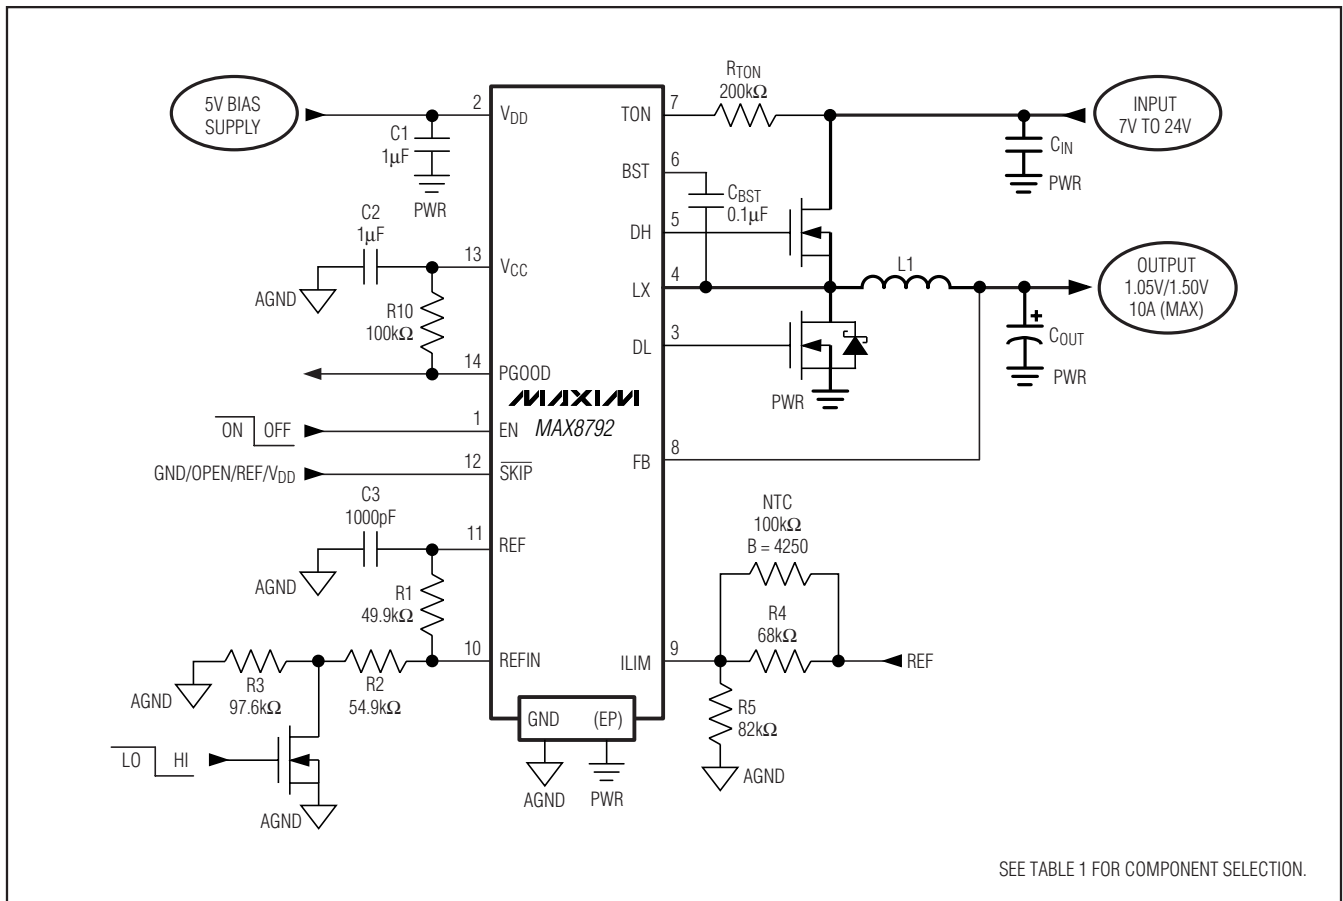 5V BIAS
SUPPLY
2
VDD
C1
1µF
PWR
C2
1µF
13
VCC
AGND
R10
100kΩ
14
PGOOD
MAXIM
MAX8792
ON OFF
1
EN
GND/OPEN/REF/VDD
12
SKIP
C3
1000pF
11
REF
AGND
R1
49.9kΩ
10
REFIN
R3
97.6kΩ
R2
54.9kΩ
AGND
LO HI
AGND
GND (EP)
AGND
PWR
TON
7
RTON
200kΩ
INPUT
7V TO 24V
CIN
PWR
BST
6
CBST
0.1µF
DH
5
LX
4
L1
OUTPUT
1.05V/1.50V
10A (MAX)
COUT
PWR
DL
3
PWR
FB
8
NTC
100kΩ
B = 4250
R4
68kΩ
ILIM
9
REF
R5
82kΩ
AGND
SEE TABLE 1 FOR COMPONENT SELECTION.